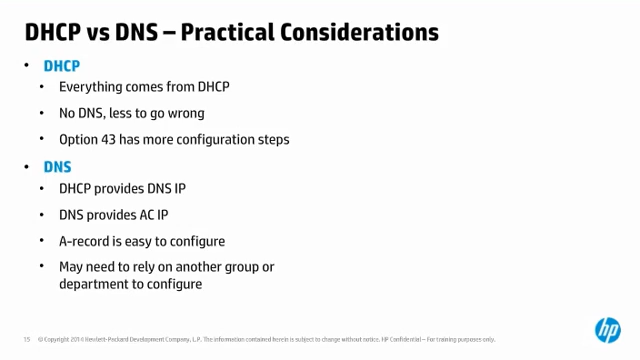 DHCP vs DNS – Practical Considerations
• DHCP
• Everything comes from DHCP
• No DNS, less to go wrong
• Option 43 has more configuration steps
• DNS
• DHCP provides DNS IP
• DNS provides AC IP
• A-record is easy to configure
• May need to rely on another group or
department to configure
15 © Copyright 2014 Hewlett-Packard Development Company, L.P. The information contained herein is subject to change without notice. HP Confidential – For training purposes only.
hp